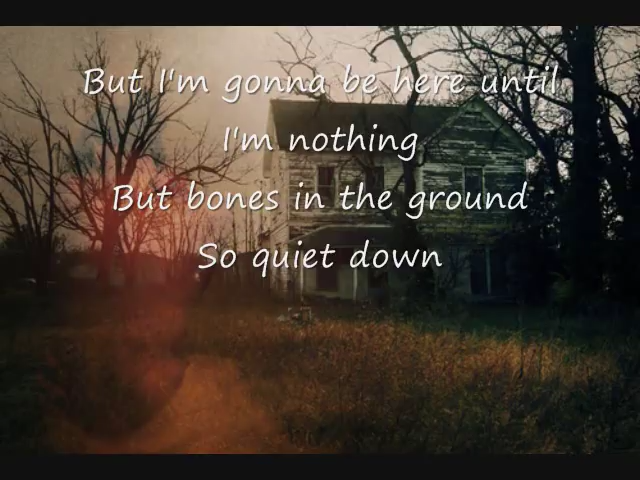 But I'm gonna be here until
I'm nothing
But bones in the ground
So quiet down